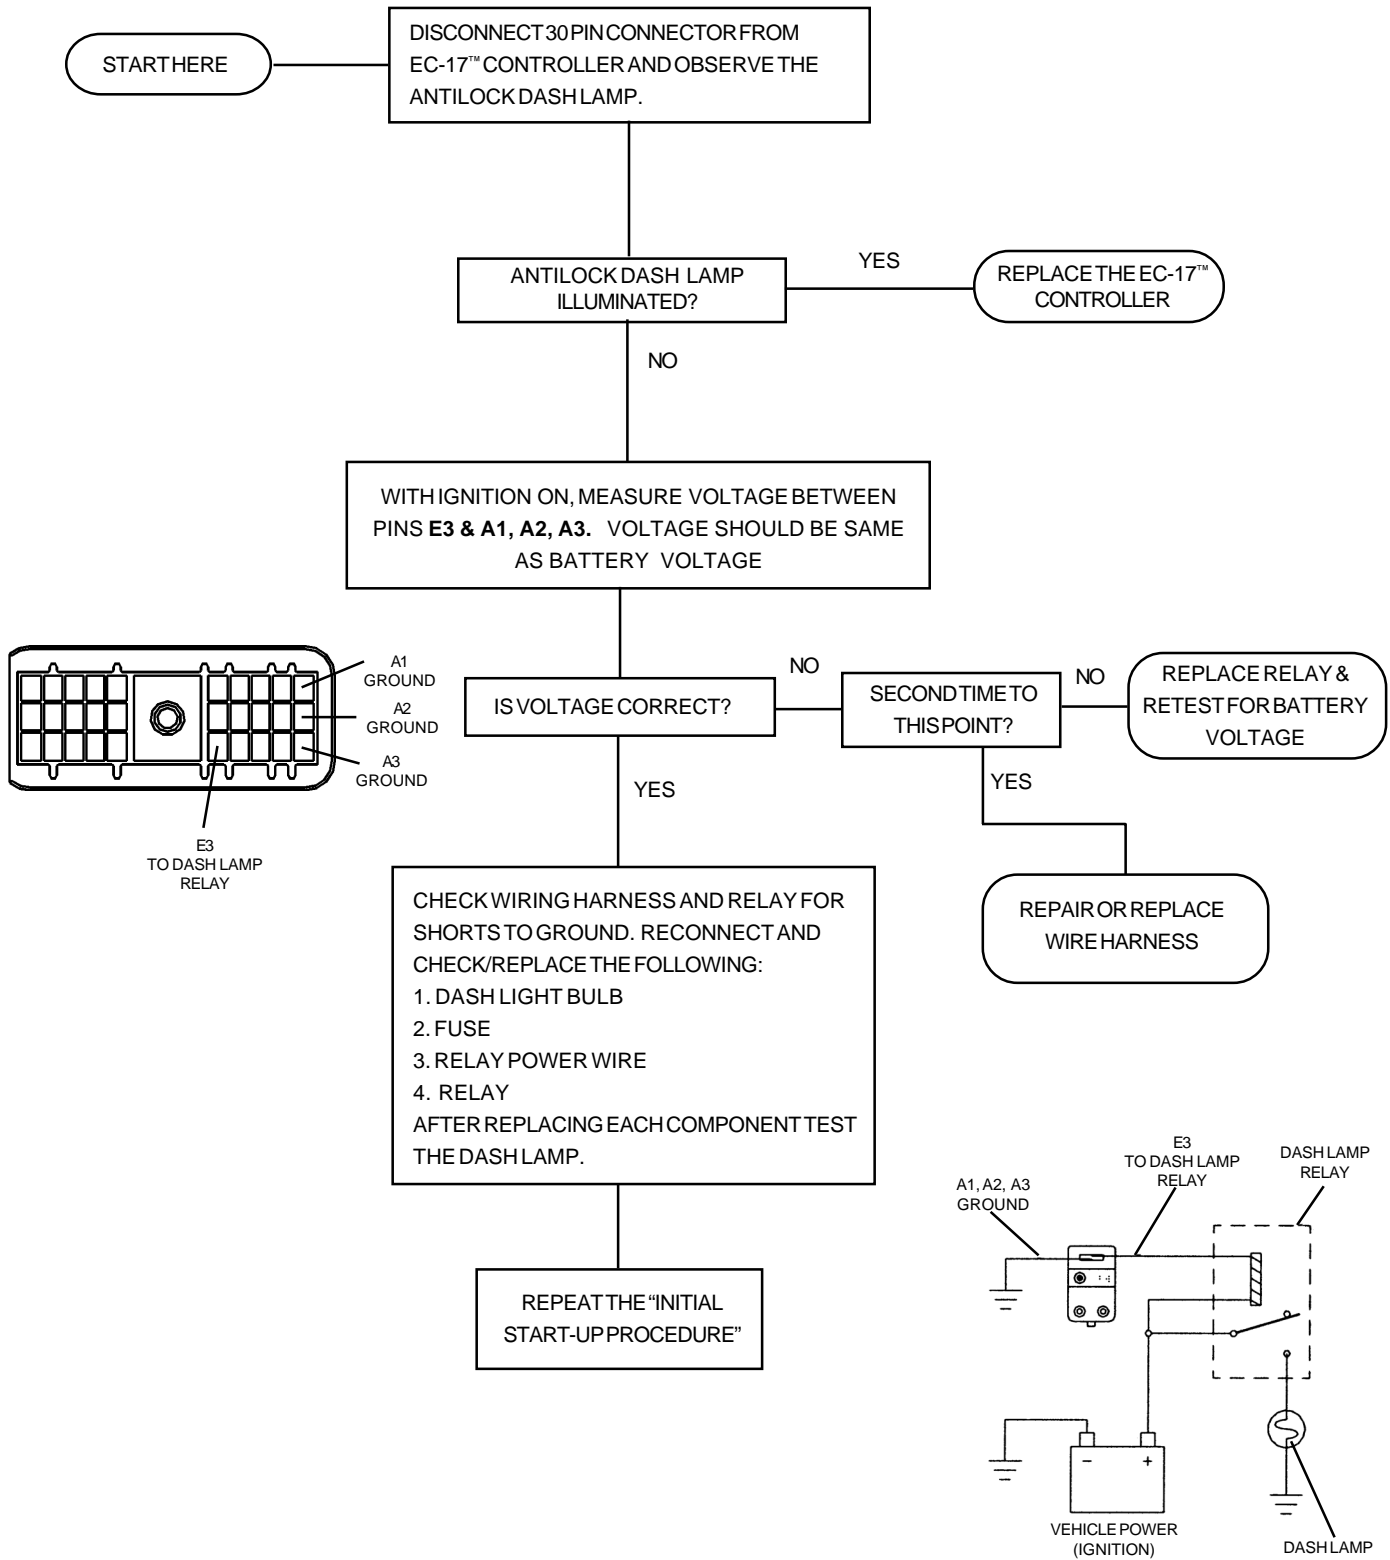 START HERE
DISCONNECT 30 PIN CONNECTOR FROM
EC-17™ CONTROLLER AND OBSERVE THE
ANTILOCK DASH LAMP.
ANTILOCK DASH LAMP
ILLUMINATED?
YES
REPLACE THE EC-17™
CONTROLLER
NO
WITH IGNITION ON, MEASURE VOLTAGE BETWEEN
PINS E3 & A1, A2, A3. VOLTAGE SHOULD BE SAME
AS BATTERY VOLTAGE
A1
GROUND
A2
GROUND
A3
GROUND
E3
TO DASH LAMP
RELAY
IS VOLTAGE CORRECT?
NO
SECOND TIME TO
THIS POINT?
NO
REPLACE RELAY &
RETEST FOR BATTERY
VOLTAGE
YES
YES
REPAIR OR REPLACE
WIRE HARNESS
CHECK WIRING HARNESS AND RELAY FOR
SHORTS TO GROUND. RECONNECT AND
CHECK/REPLACE THE FOLLOWING:
1. DASH LIGHT BULB
2. FUSE
3. RELAY POWER WIRE
4. RELAY
AFTER REPLACING EACH COMPONENT TEST
THE DASH LAMP.
REPEAT THE “INITIAL
START-UP PROCEDURE”
A1, A2, A3
GROUND
E3
TO DASH LAMP
RELAY
DASH LAMP
RELAY
- +
VEHICLE POWER
(IGNITION)
DASH LAMP